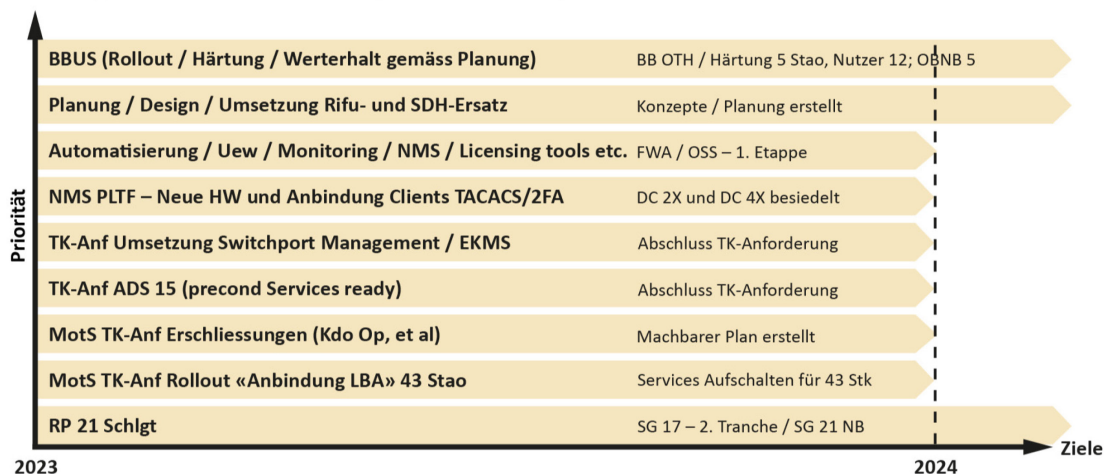 BBUS (Rollout / Härtung / Werterhalt gemäss Planung) BB OTH / Härtung 5 Stao, Nutzer 12; OBNB 5
Planung / Design / Umsetzung Rifu- und SDH-Ersatz Konzepte / Planung erstellt
Automatisierung / Uew / Monitoring / NMS / Licensing tools etc. FWA / OSS – 1. Etappe
NMS PLTF – Neue HW und Anbindung Clients TACACS/2FA DC 2X und DC 4X besiedelt
TK-Anf Umsetzung Switchport Management / EKMS Abschluss TK-Anforderung
TK-Anf ADS 15 (precond Services ready) Abschluss TK-Anforderung
MotS TK-Anf Erschliessungen (Kdo Op, et al) Machbarer Plan erstellt
MotS TK-Anf Rollout «Anbindung LBA» 43 Stao Services Aufschalten für 43 Stk
RP 21 Schlgt SG 17 – 2. Tranche / SG 21 NB
Priorität
Ziele
2023 2024